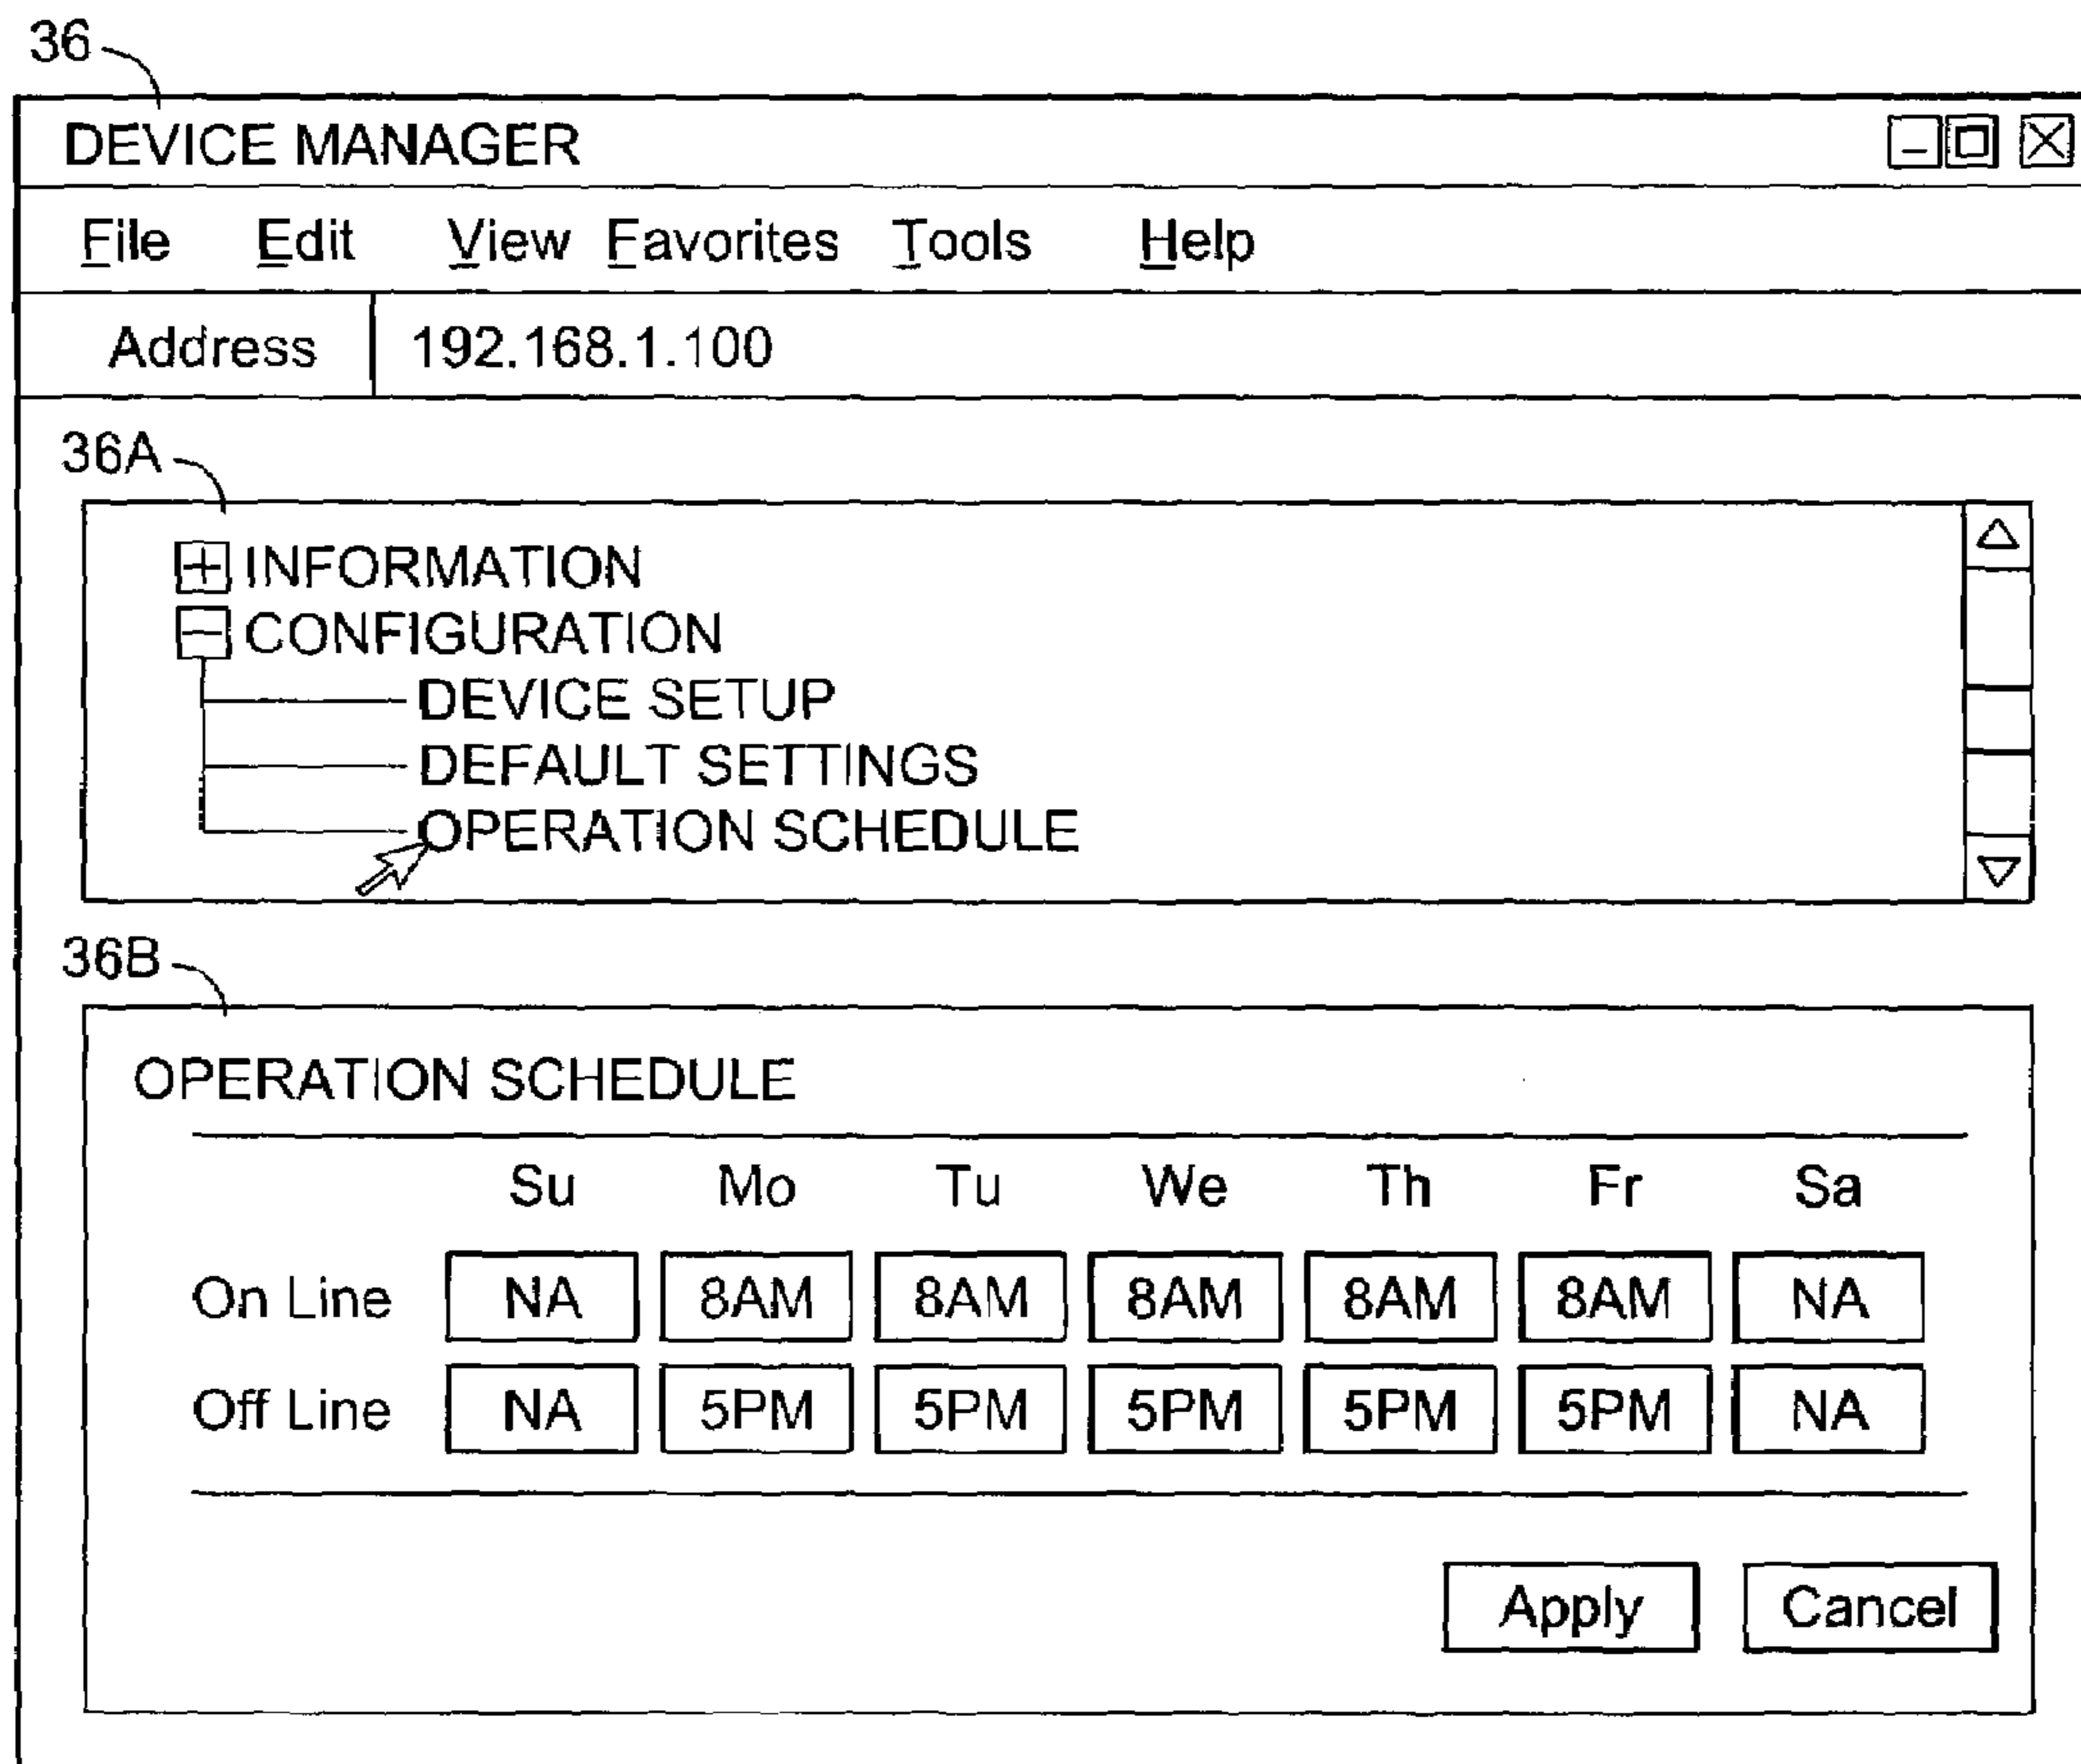 36
DEVICE MANAGER
File Edit View Favorites Tools Help
Address 192.168.1.100
36A
INFORMATION
CONFIGURATION
DEVICE SETUP
DEFAULT SETTINGS
OPERATION SCHEDULE
36B
OPERATION SCHEDULE
Su Mo Tu We Th Fr Sa
On Line NA 8AM 8AM 8AM 8AM 8AM NA
Off Line NA 5PM 5PM 5PM 5PM 5PM NA
Apply Cancel